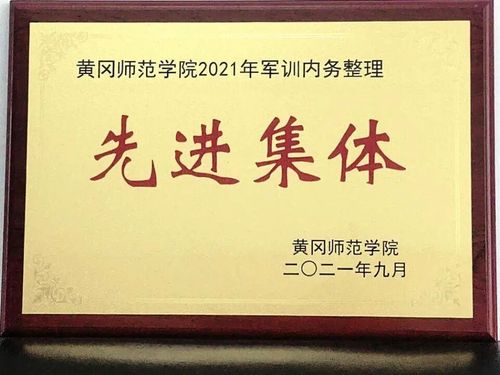 黄冈师范学院2021年军训内务整理
先进集体
黄冈师范学院
二〇二一年九月